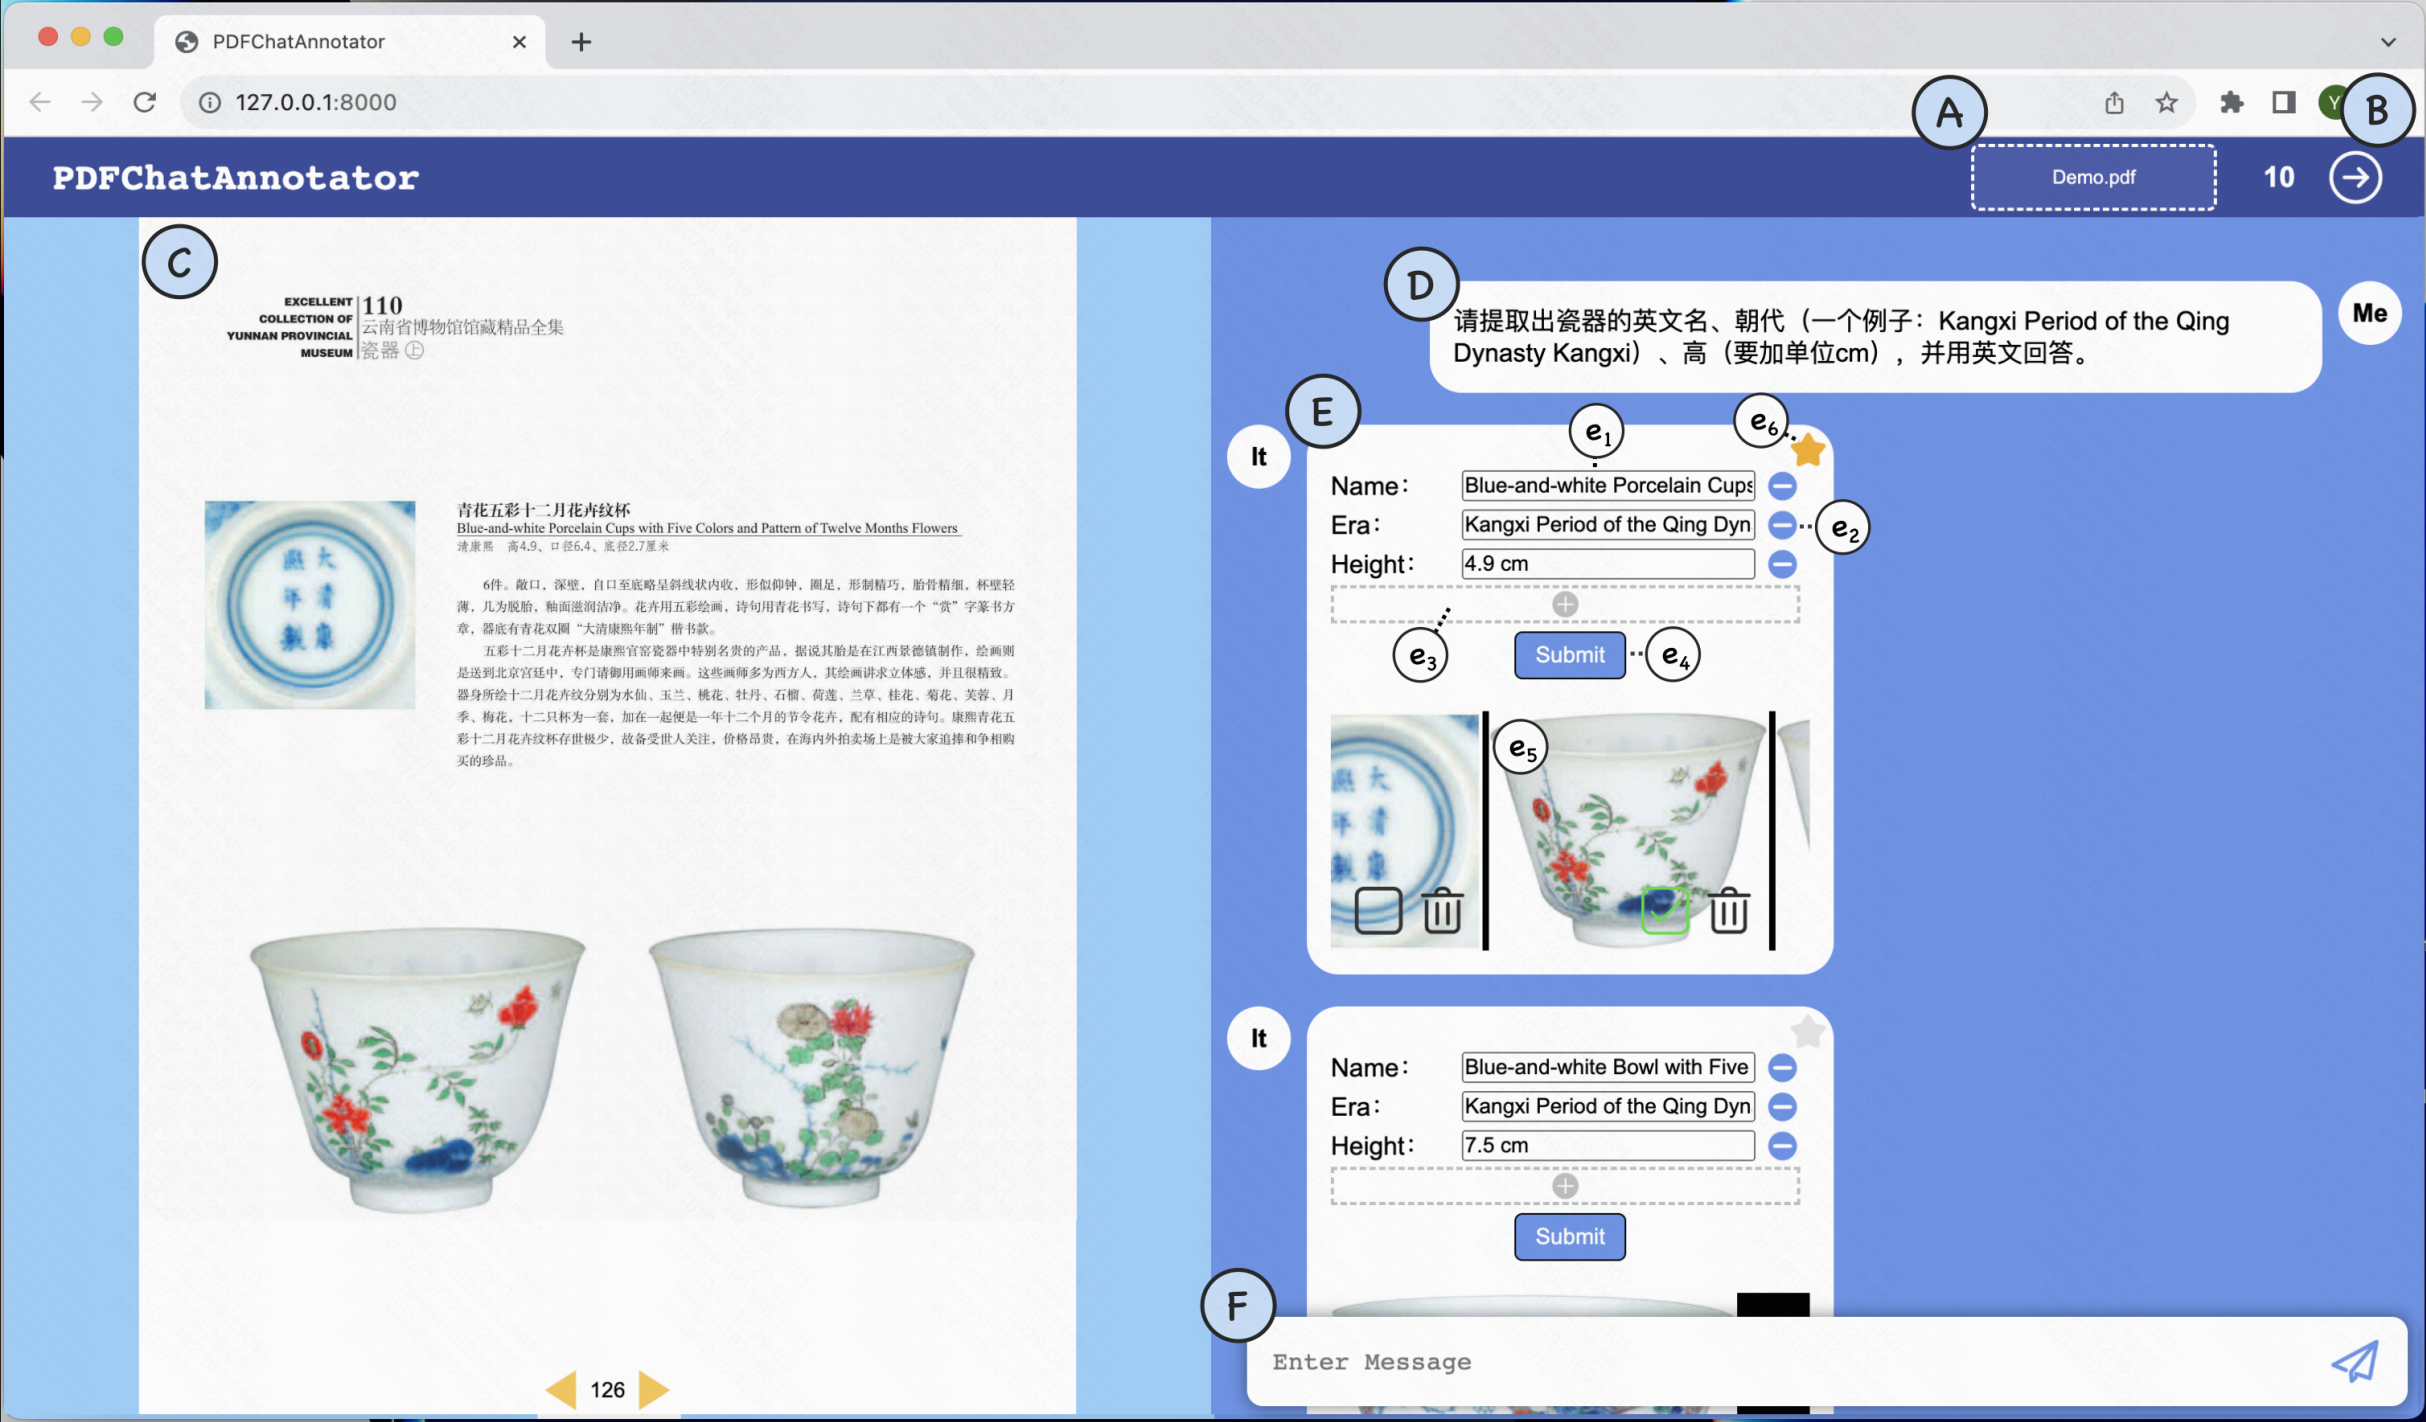 PDFChatAnnotator
127.0.0.1:8000
A
Y
B
PDFChatAnnotator
Demo.pdf
10
C
EXCELLENT
COLLECTION OF
YUNNAN PROVINCIAL
MUSEUM
110
云南省博物馆馆藏精品全集
瓷器 上
青花五彩十二月花卉纹杯
Blue-and-white Porcelain Cups with Five Colors and Pattern of Twelve Months Flowers
清康熙 高4.9、口径6.4、底径2.7厘米
大清康
熙年製
6件。敞口，深壁，自口至底略呈斜线状内收，形似仰钟，圈足，形制精巧，胎骨精细，杯壁轻
薄，几为脱胎，釉面滋润洁净。花卉用五彩绘画，诗句用青花书写，诗句下都有一个“赏”字篆书方
章，器底有青花双圈“大清康熙年制”楷书款。
五彩十二月花卉杯是康熙官窑瓷器中特别名贵的产品，据说其胎是在江西景德镇制作，绘画则
是送到北京宫廷中，专门请御用画师来画。这些画师多为西方人，其绘画讲求立体感，并且很精致。
器身所绘十二月花卉纹分别为水仙、玉兰、桃花、牡丹、石榴、荷莲、兰草、桂花、菊花、芙蓉、月
季、梅花，十二只杯为一套，加在一起便是一年十二个月的节令花卉，配有相应的诗句。康熙青花五
彩十二月花卉纹杯存世极少，故备受世人关注，价格昂贵，在海内外拍卖场上是被大家追捧和争相购
买的珍品。
126
D
请提取出瓷器的英文名、朝代（一个例子：Kangxi Period of the Qing
Dynasty Kangxi）、高（要加单位cm），并用英文回答。
Me
E
It
e1
e6
Name：
Blue-and-white Porcelain Cups
Era：
Kangxi Period of the Qing Dyn
e2
Height：
4.9 cm
e3
Submit
e4
e5
It
Name：
Blue-and-white Bowl with Five
Era：
Kangxi Period of the Qing Dyn
Height：
7.5 cm
Submit
F
Enter Message